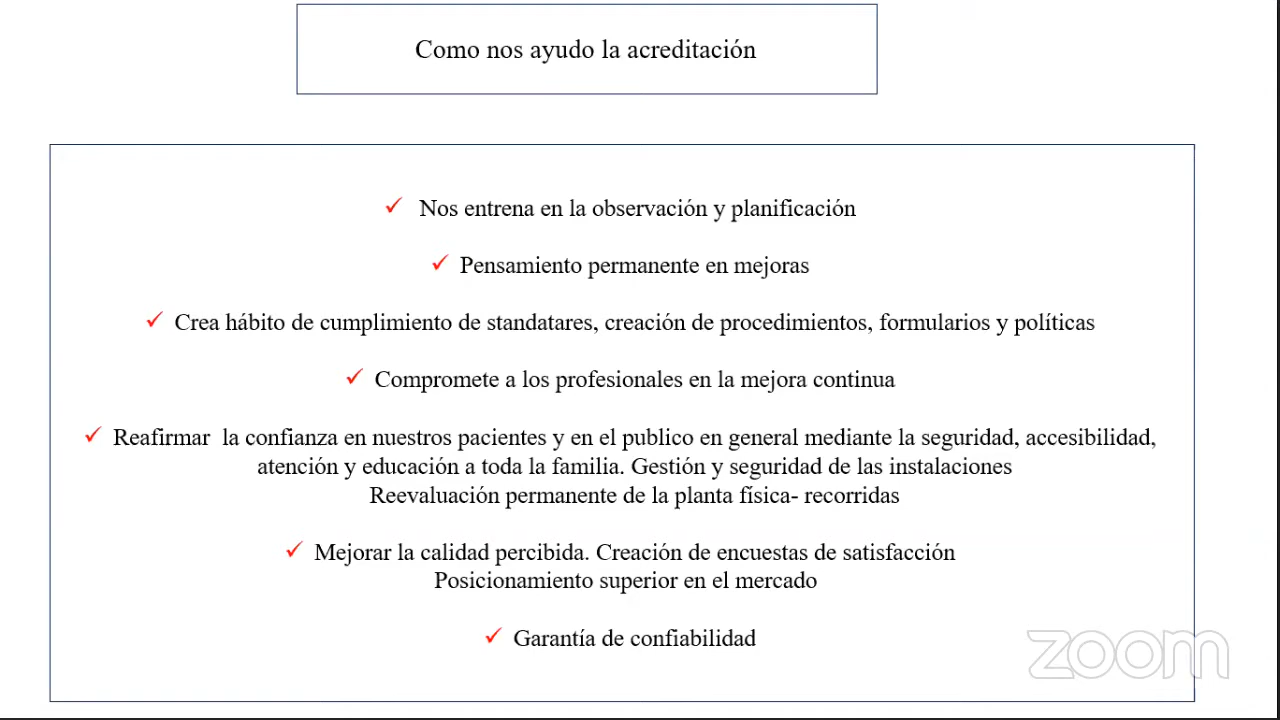 Como nos ayudo la acreditación
✓ Nos entrena en la observación y planificación
✓ Pensamiento permanente en mejoras
✓ Crea hábito de cumplimiento de standatares, creación de procedimientos, formularios y políticas
✓ Compromete a los profesionales en la mejora continua
✓ Reafirmar la confianza en nuestros pacientes y en el publico en general mediante la seguridad, accesibilidad,
atención y educación a toda la familia. Gestión y seguridad de las instalaciones
Reevaluación permanente de la planta física- recorridas
✓ Mejorar la calidad percibida. Creación de encuestas de satisfacción
Posicionamiento superior en el mercado
✓ Garantía de confiabilidad
zoom